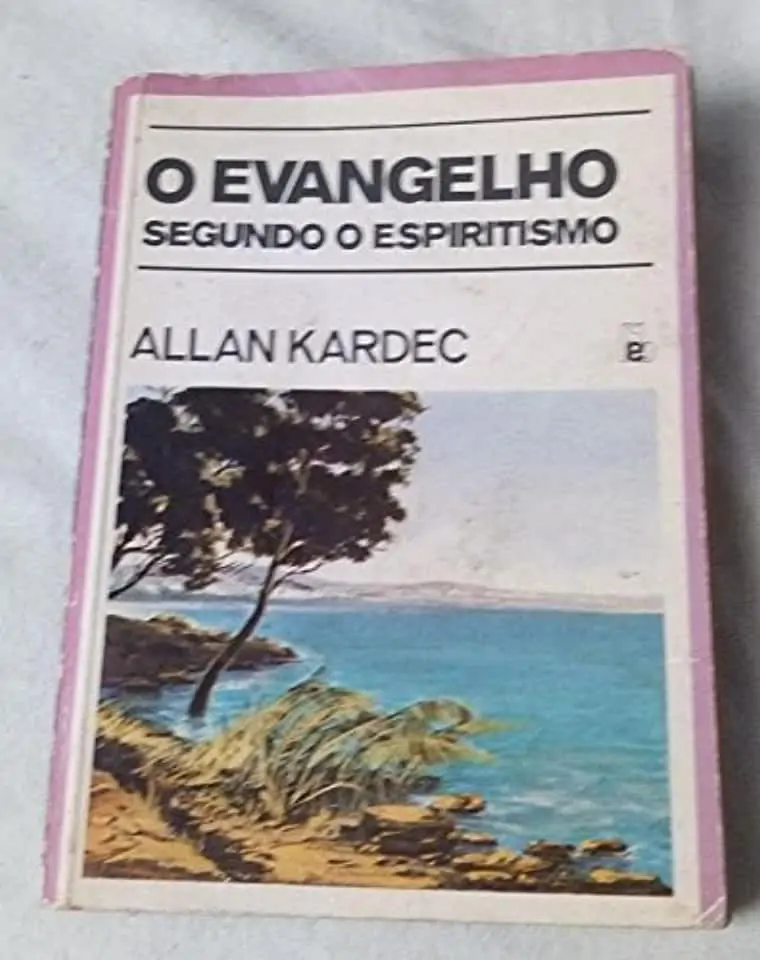 O EVANGELHO
SEGUNDO O ESPIRITISMO
ALLAN KARDEC